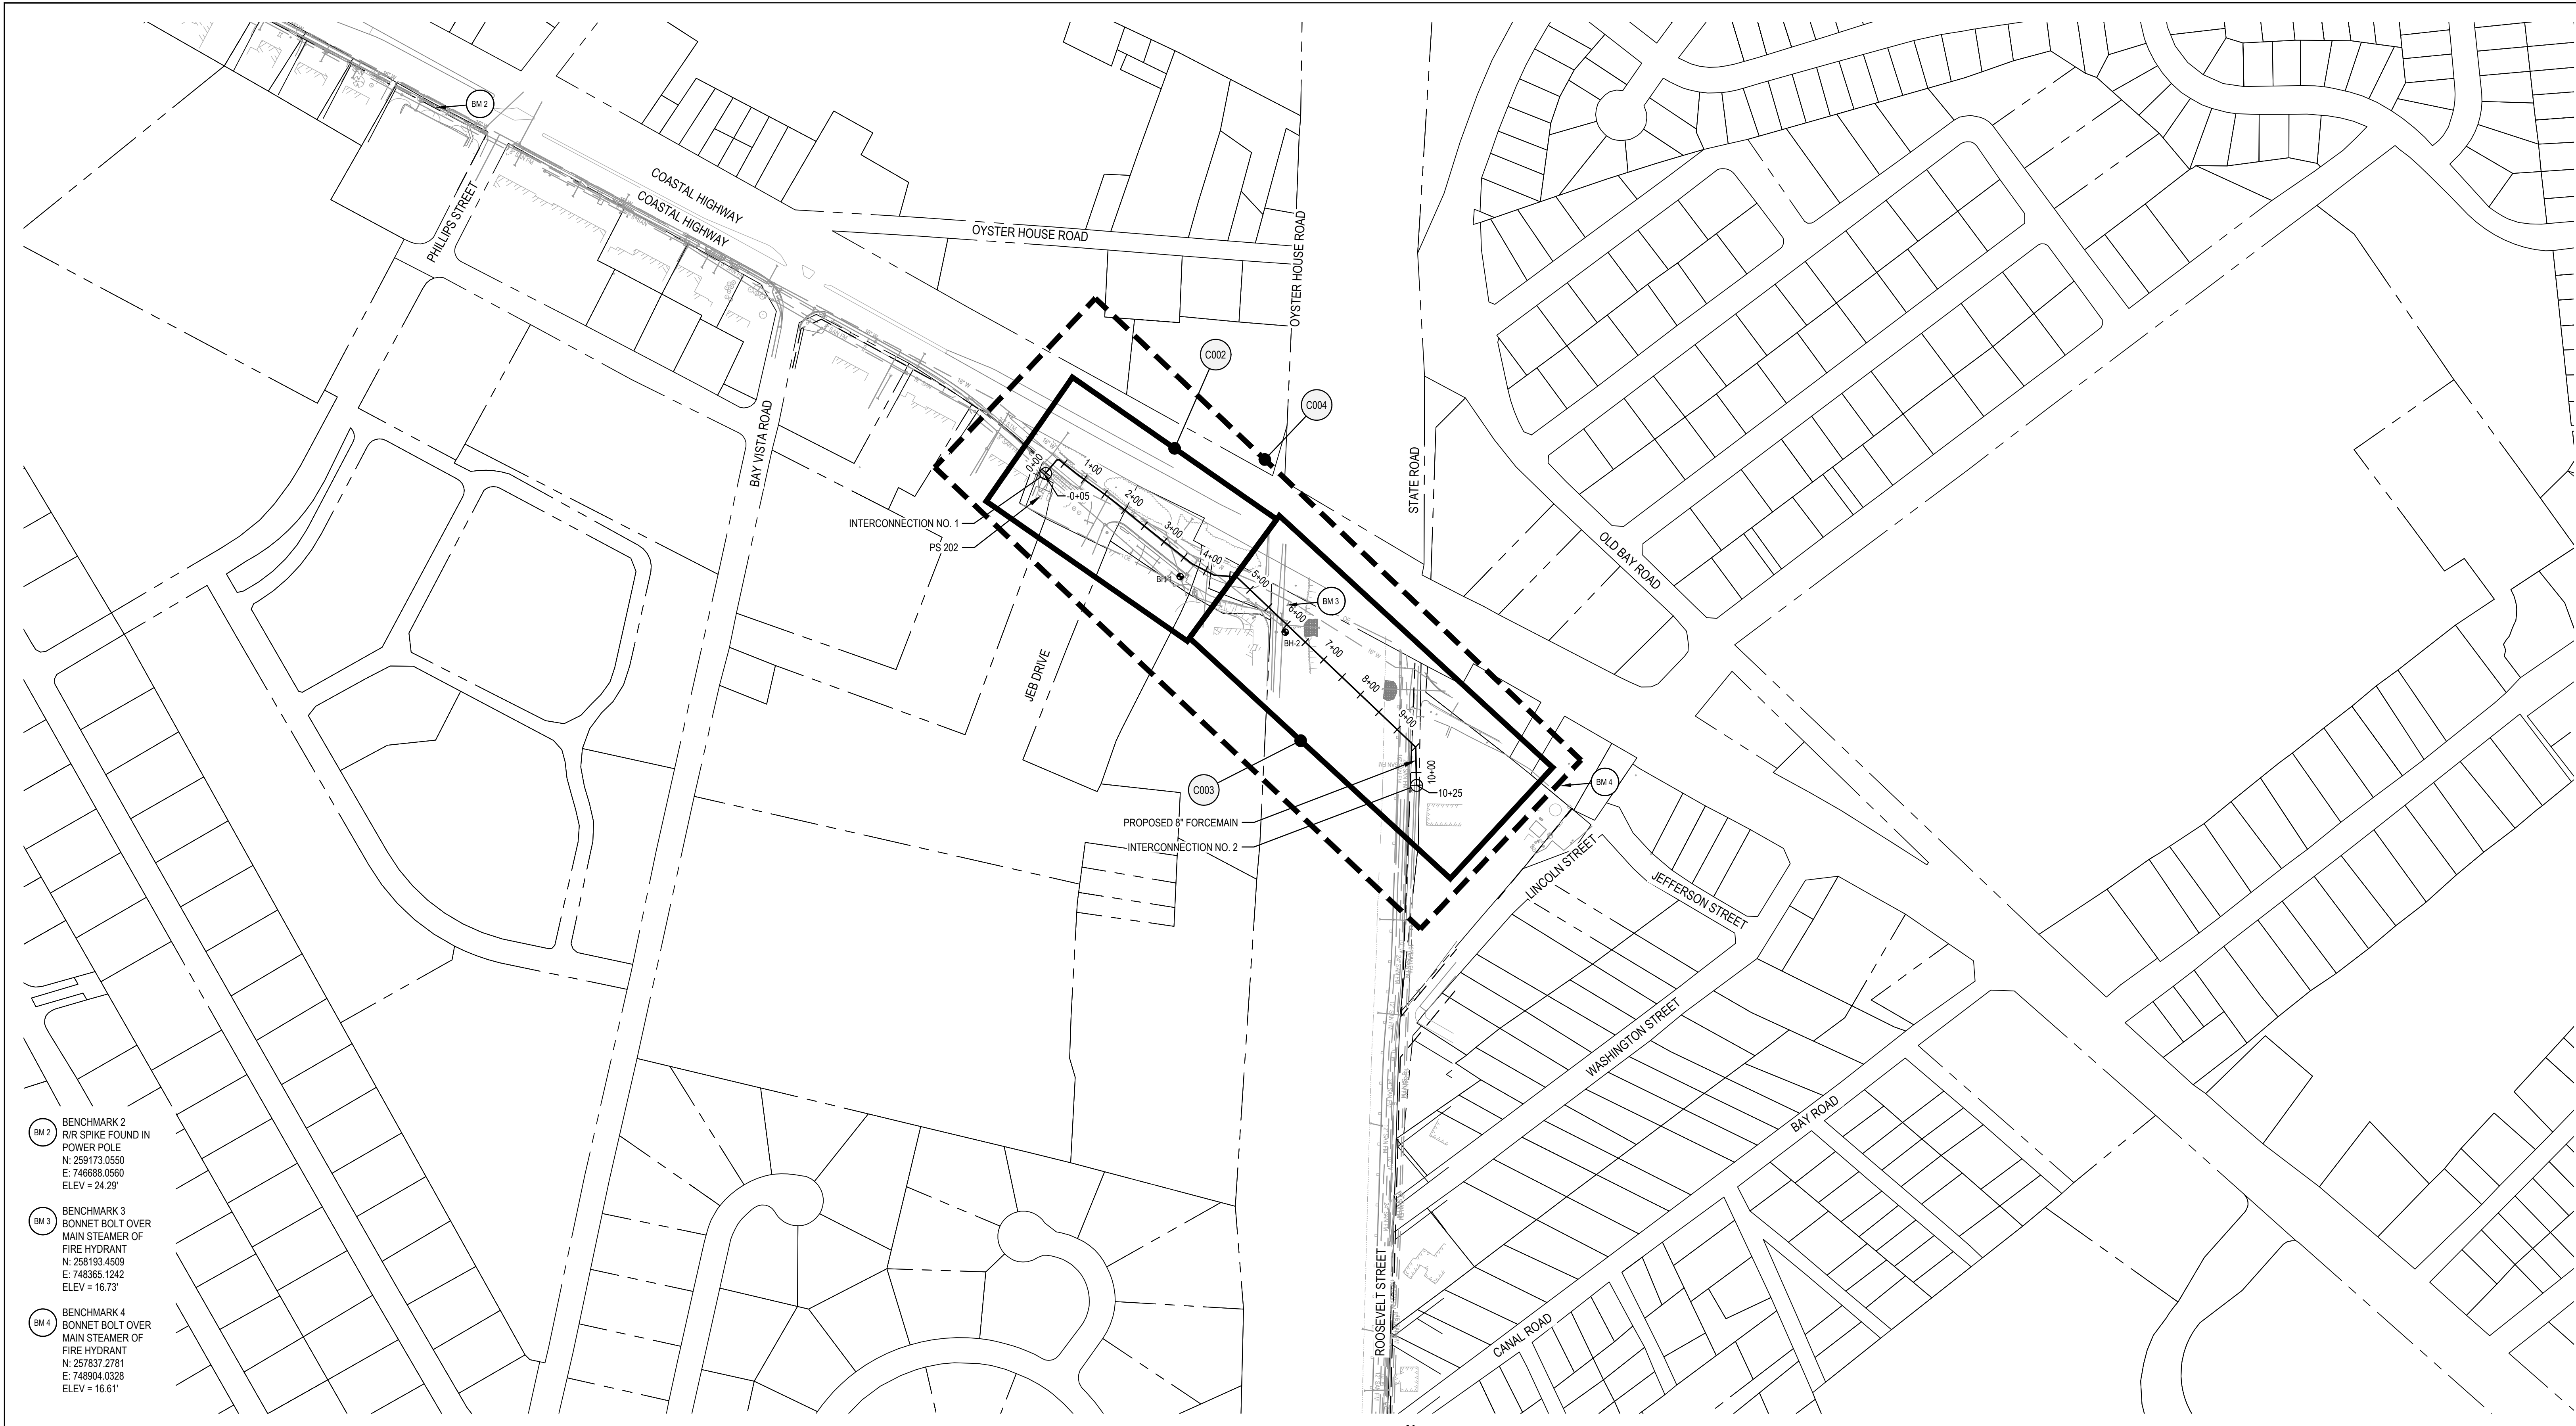 BM 2
PHILLIPS STREET
COASTAL HIGHWAY
COASTAL HIGHWAY
OYSTER HOUSE ROAD
OYSTER HOUSE ROAD
BAY VISTA ROAD
STATE ROAD
OLD BAY ROAD
C002
C004
0+00
-0+05
1+00
2+00
3+00
4+00
5+00
6+00
7+00
8+00
9+00
10+00
10+25
INTERCONNECTION NO. 1
PS 202
BH-1
BH-2
BM 3
JEB DRIVE
C003
BM 4
PROPOSED 8" FORCEMAIN
INTERCONNECTION NO. 2
LINCOLN STREET
JEFFERSON STREET
WASHINGTON STREET
BAY ROAD
CANAL ROAD
ROOSEVELT STREET
BM 2
BENCHMARK 2
R/R SPIKE FOUND IN
POWER POLE
N: 259173.0550
E: 746688.0560
ELEV = 24.29'
BM 3
BENCHMARK 3
BONNET BOLT OVER
MAIN STEAMER OF
FIRE HYDRANT
N: 258193.4509
E: 748365.1242
ELEV = 16.73'
BM 4
BENCHMARK 4
BONNET BOLT OVER
MAIN STEAMER OF
FIRE HYDRANT
N: 257837.2781
E: 748904.0328
ELEV = 16.61'